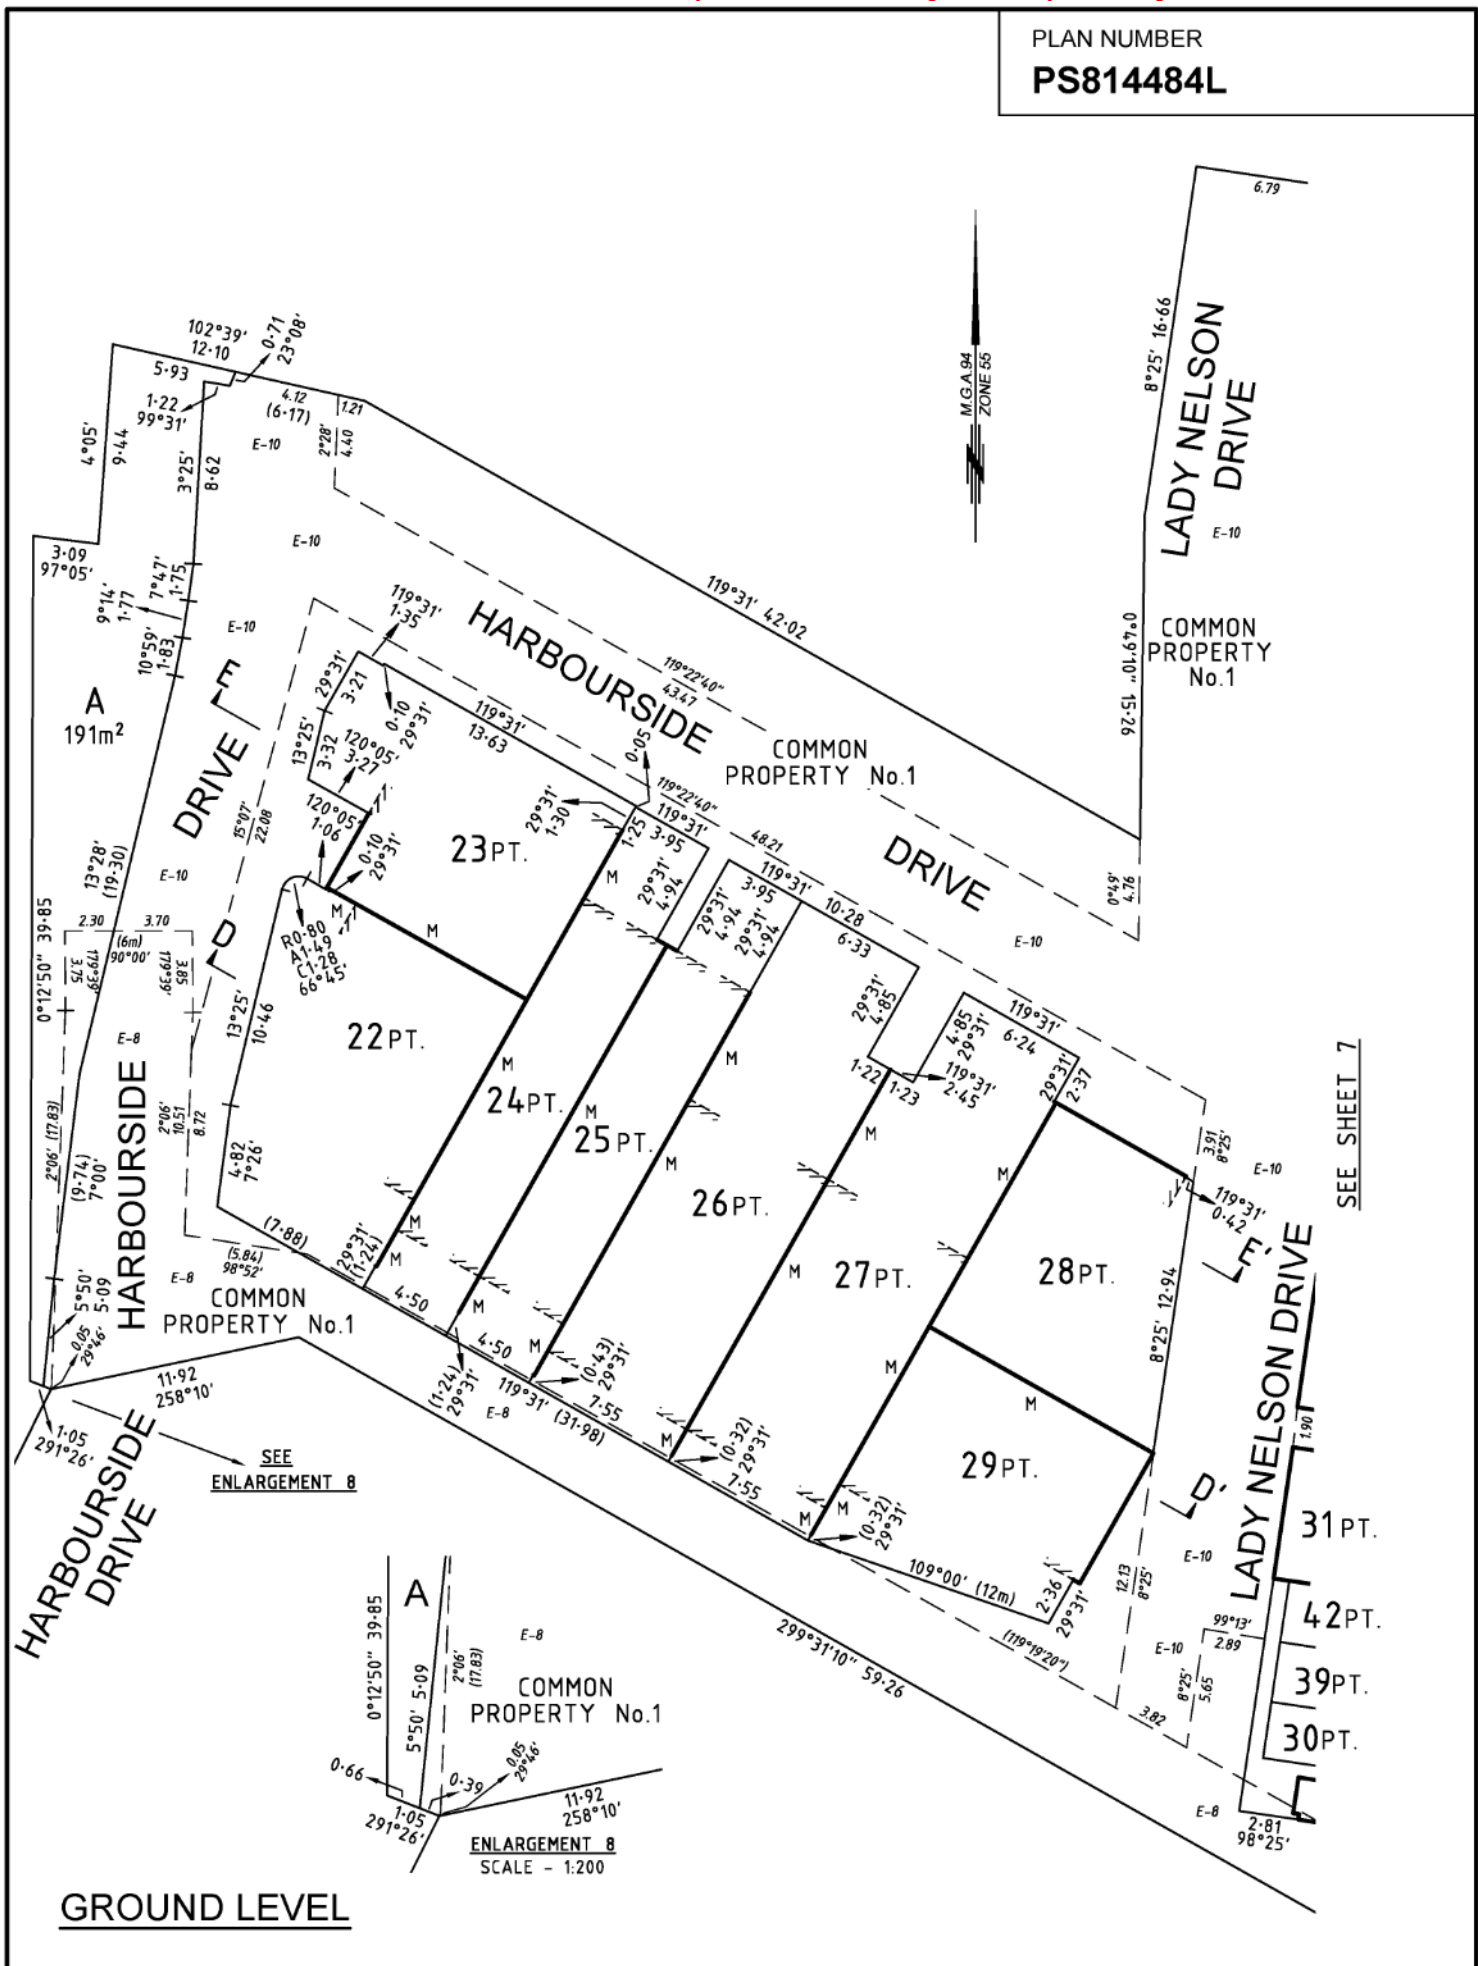 PLAN NUMBER
PS814484L
6.79
8°25' 16·66
LADY NELSON
DRIVE
E-10
M.G.A.94
ZONE 55
102°39'
12·10
0·71
23°08'
5·93
1·22
99°31'
4.12
(6·17)
1.21
E-10
2°28'
4.40
4°05'
9·44
3°25'
8·62
3·09
97°05'
E-10
7°47'
1·75
9°14'
1·77
10°59'
1·83
E-10
119°31' 42·02
0°49'10" 15·26
COMMON
PROPERTY
No.1
A
191m²
E
119°31'
1·35
29°31'
3·21
0·10
29°31'
HARBOURSIDE
119°22'40"
43.47
119°31'
13·63
13°25'
3·32
120°05'
3·27
0·05
COMMON
PROPERTY No.1
DRIVE
15°07'
22.08
120°05'
1·06
0·10
29°31'
23PT.
29°31'
1·30
1·25
119°31'
3·95
119°22'40"
48.21
DRIVE
0°49'
4.76
13°28'
(19·30)
E-10
M
29°31'
4·94
29°31'
4·94
119°31'
3·95
29°31'
4·94
10·28
6·33
E-10
0°12'50" 39·85
2.30
3.70
(6m)
90°00'
3.75
179°39'
179°39'
3.85
D
M
M
R0·80
A1·49
C1·28
66°45'
29°31'
4·85
4·85
29°31'
119°31'
6·24
13°25'
10·46
E-8
22PT.
1·22
1·23
119°31'
2·45
29°31'
2·37
SEE SHEET 7
M
M
24PT.
M
25PT.
M
M
M
2°06' (17.83)
(9·74)
7°00'
HARBOURSIDE
2°06'
10.51
8.72
4·82
7°26'
3.91
8°25'
E-10
119°31'
0·42
26PT.
E'
(7·88)
29°31'
(1·24)
M
M
(5.84)
98°52'
M
27PT.
28PT.
E-8
COMMON
PROPERTY No.1
5°50'
5·09
0.05
29°46'
4·50
M
4·50
M
(0·43)
29°31'
8°25' 12·94
LADY NELSON DRIVE
11·92
258°10'
(1·24)
29°31'
E-8
119°31' (31·98)
7·55
M
M
M
1.90
1·05
291°26'
SEE
ENLARGEMENT 8
(0·32)
29°31'
7·55
29PT.
D'
HARBOURSIDE
DRIVE
M
M
(0·32)
29°31'
31PT.
E-10
109°00' (12m)
2·36
29°31'
12.13
8°25'
299°31'10" 59·26
(119°19'20")
99°13'
2.89
42PT.
E-10
8°25'
5.65
39PT.
3.82
30PT.
E-8
2·81
98°25'
A
0°12'50" 39·85
5°50' 5·09
2°06'
(17.83)
E-8
COMMON
PROPERTY No.1
0·66
0·39
0.05
29°46'
1·05
291°26'
11·92
258°10'
ENLARGEMENT 8
SCALE - 1:200
GROUND LEVEL